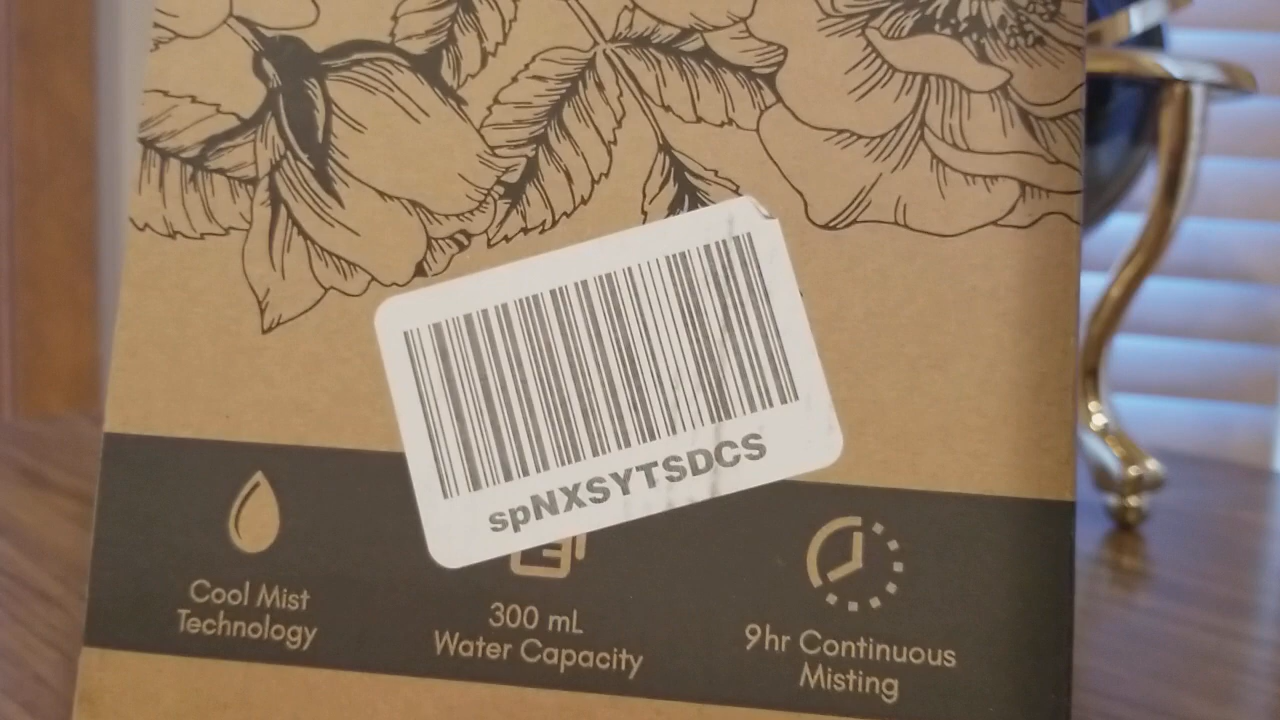 spNXSYTSDCS
Cool Mist
Technology
300 mL
Water Capacity
9hr Continuous
Misting